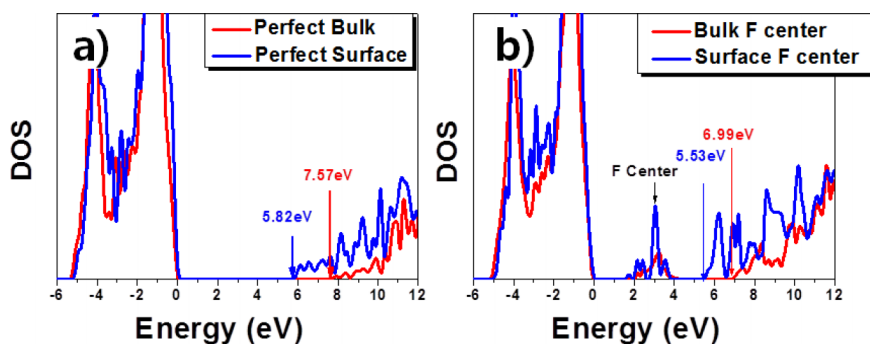 a)
Perfect Bulk
Perfect Surface
DOS
7.57eV
5.82eV
-6 -4 -2 0 2 4 6 8 10 12
Energy (eV)
b)
Bulk F center
Surface F center
DOS
6.99eV
5.53eV
F Center
-6 -4 -2 0 2 4 6 8 10 12
Energy (eV)